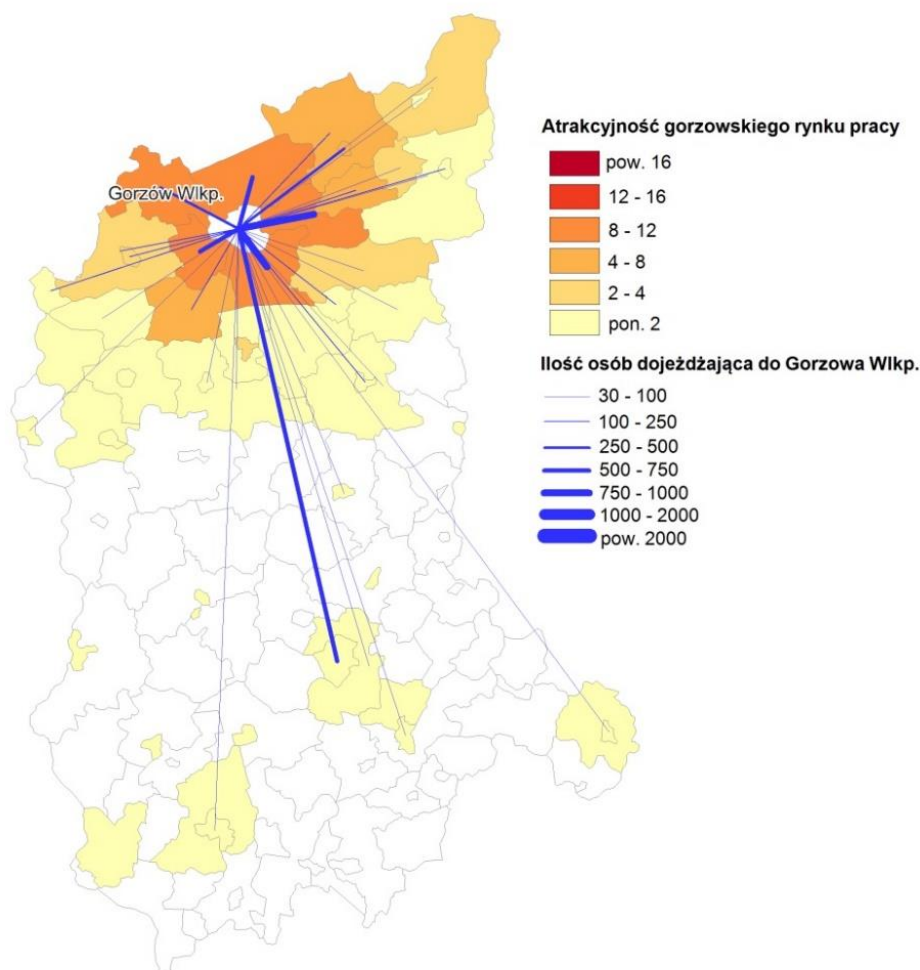 Gorzów Wlkp.
Atrakcyjność gorzowskiego rynku pracy
pow. 16
12 - 16
8 - 12
4 - 8
2 - 4
pon. 2
Ilość osób dojeżdżająca do Gorzowa Wlkp.
30 - 100
100 - 250
250 - 500
500 - 750
750 - 1000
1000 - 2000
pow. 2000